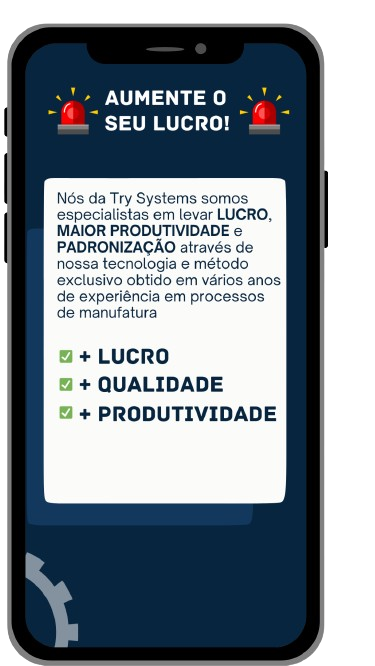 AUMENTE O
SEU LUCRO!
Nós da Try Systems somos
especialistas em levar LUCRO,
MAIOR PRODUTIVIDADE e
PADRONIZAÇÃO através de
nossa tecnologia e método
exclusivo obtido em vários anos
de experiência em processos
de manufatura
+ LUCRO
+ QUALIDADE
+ PRODUTIVIDADE